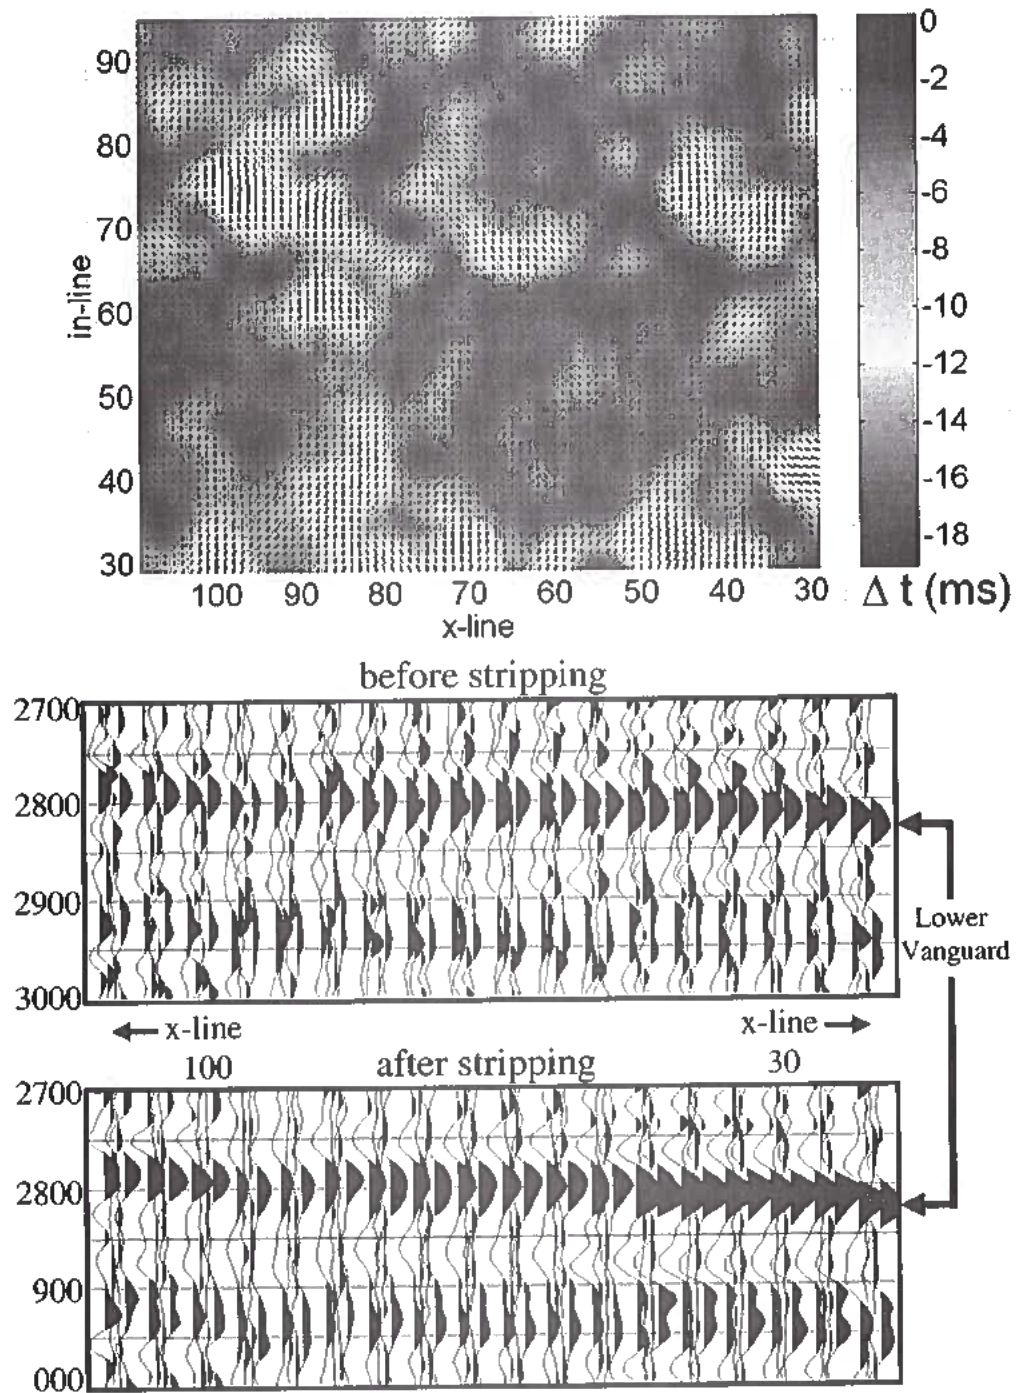 0
-2
-4
-6
-8
-10
-12
-14
-16
-18
Δ t (ms)
90
80
70
60
50
40
30
in-line
100 90 80 70 60 50 40 30
x-line
before stripping
2700
2800
2900
3000
Lower
Vanguard
x-line x-line
100 after stripping 30
2700
2800
900
000